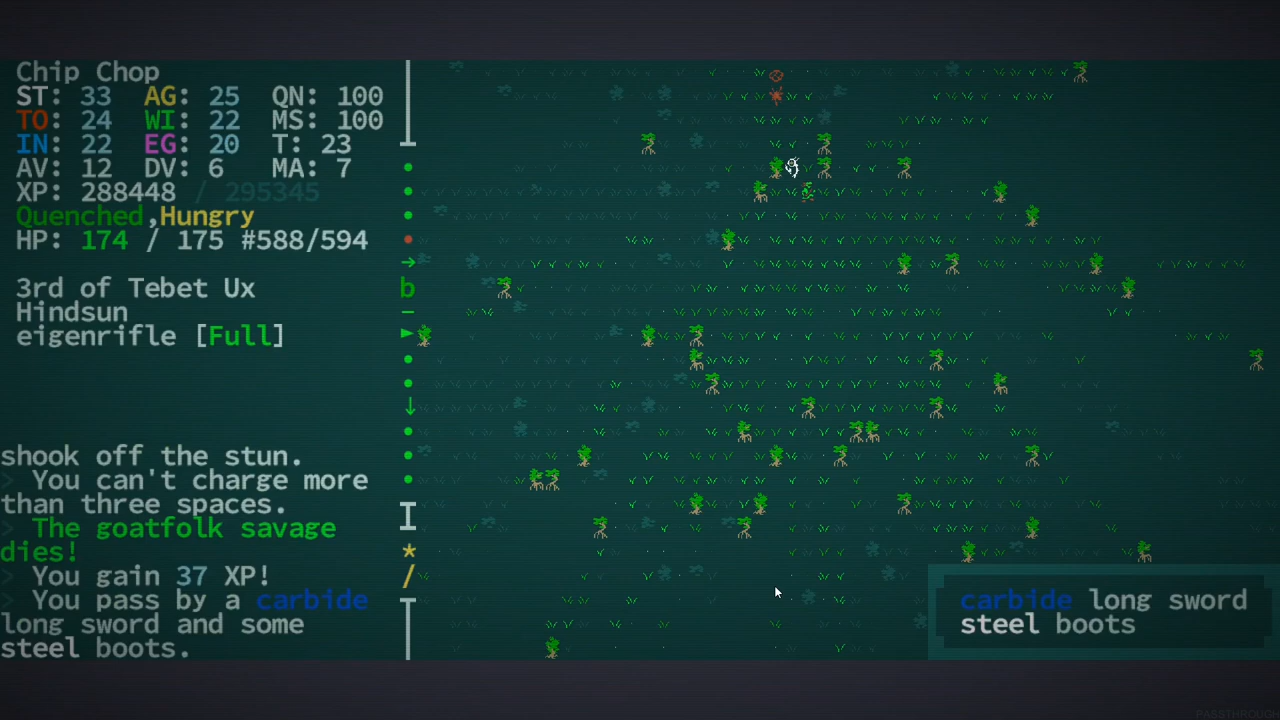 Chip Chop
ST: 33 AG: 25 QN: 100
TO: 24 WI: 22 MS: 100
IN: 22 EG: 20 T: 23
AV: 12 DV: 6 MA: 7
XP: 288448 / 295345
Quenched,Hungry
HP: 174 / 175 #588/594
3rd of Tebet Ux
Hindsun
eigenrifle [Full]
shook off the stun.
> You can't charge more
than three spaces.
> The goatfolk savage
dies!
> You gain 37 XP!
> You pass by a carbide
long sword and some
steel boots.
b
I
*
/
carbide long sword
steel boots
PASSTHROUGH